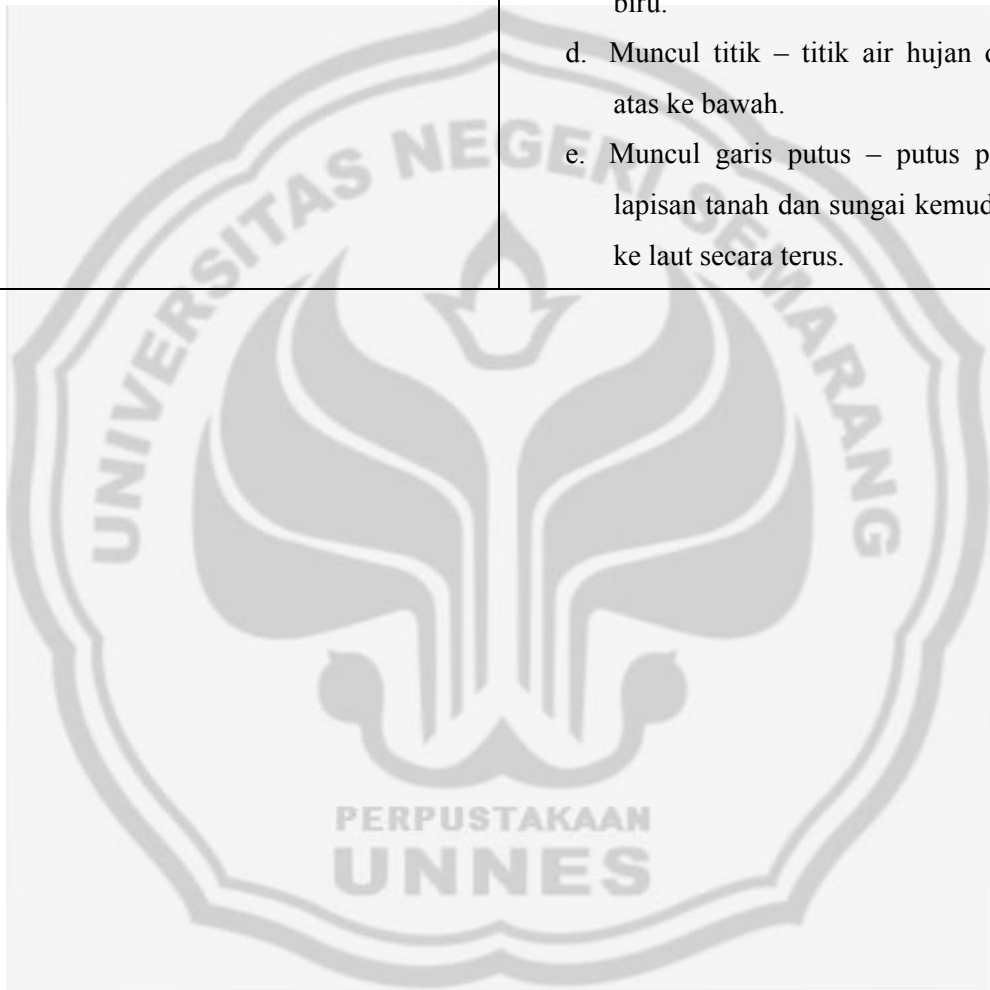 biru.
d. Muncul titik – titik air hujan
atas ke bawah.
e. Muncul garis putus – putus
lapisan tanah dan sungai
ke laut secara terus.
UNIVERSITAS NEGERI SEMARANG
PERPUSTAKAAN
UNNES